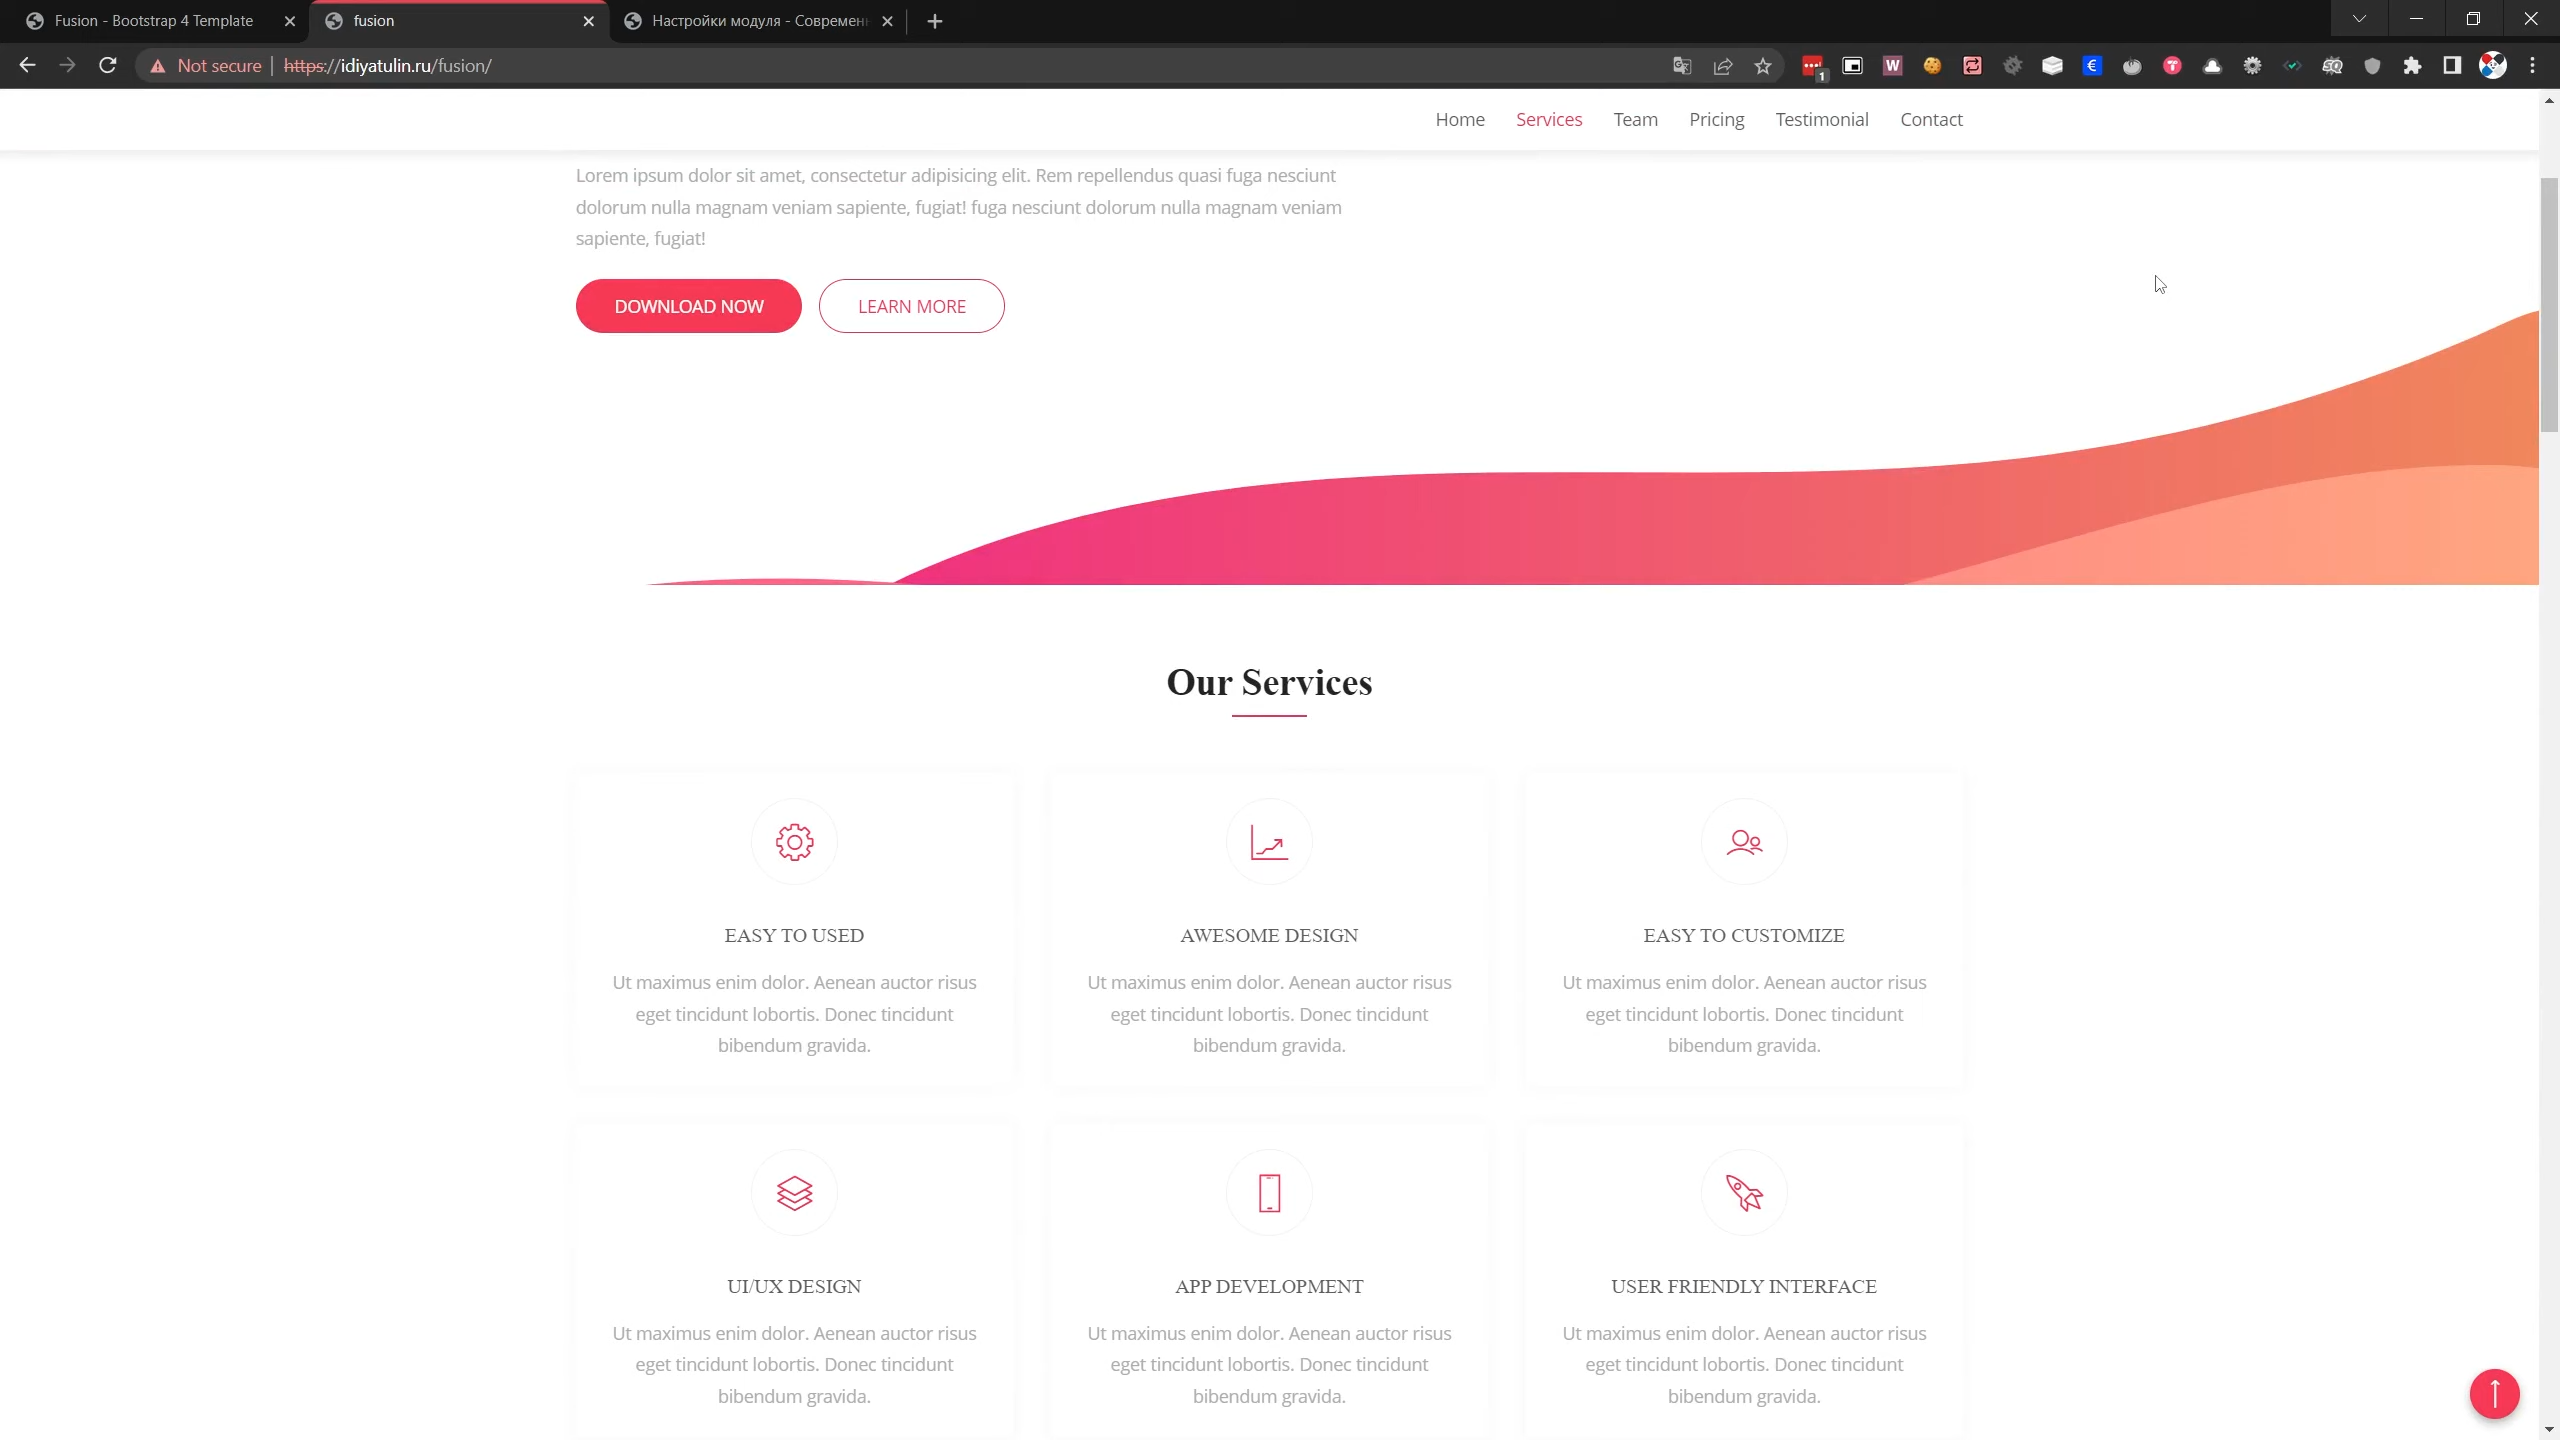 Fusion - Bootstrap 4 Template
fusion
Настройки модуля - Современ
Not secure
https://idiyatulin.ru/fusion/
1
W
€
SQ
Home
Services
Team
Pricing
Testimonial
Contact
Lorem ipsum dolor sit amet, consectetur adipisicing elit. Rem repellendus quasi fuga nesciunt
dolorum nulla magnam veniam sapiente, fugiat! fuga nesciunt dolorum nulla magnam veniam
sapiente, fugiat!
DOWNLOAD NOW
LEARN MORE
Our Services
EASY TO USED
Ut maximus enim dolor. Aenean auctor risus
eget tincidunt lobortis. Donec tincidunt
bibendum gravida.
AWESOME DESIGN
Ut maximus enim dolor. Aenean auctor risus
eget tincidunt lobortis. Donec tincidunt
bibendum gravida.
EASY TO CUSTOMIZE
Ut maximus enim dolor. Aenean auctor risus
eget tincidunt lobortis. Donec tincidunt
bibendum gravida.
UI/UX DESIGN
Ut maximus enim dolor. Aenean auctor risus
eget tincidunt lobortis. Donec tincidunt
bibendum gravida.
APP DEVELOPMENT
Ut maximus enim dolor. Aenean auctor risus
eget tincidunt lobortis. Donec tincidunt
bibendum gravida.
USER FRIENDLY INTERFACE
Ut maximus enim dolor. Aenean auctor risus
eget tincidunt lobortis. Donec tincidunt
bibendum gravida.